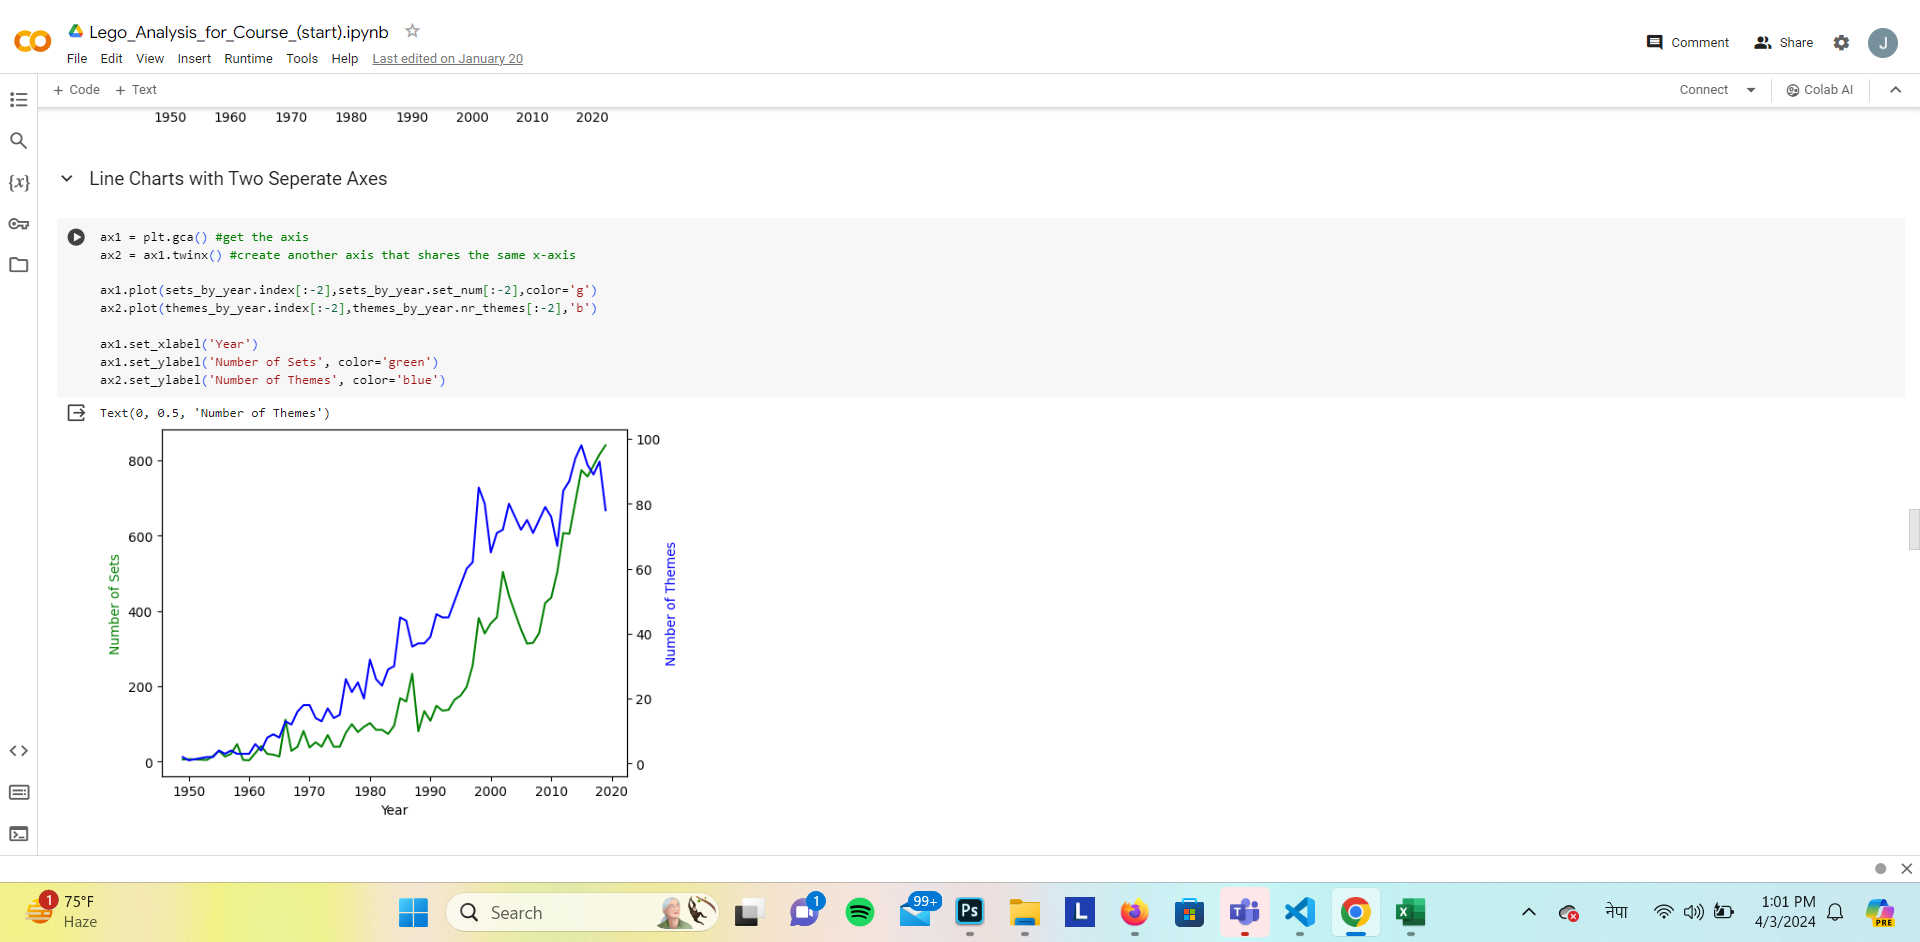 Lego_Analysis_for_Course_(start).ipynb
File Edit View Insert Runtime Tools Help Last edited on January 20
Comment Share J
+ Code + Text Connect Colab AI
1950 1960 1970 1980 1990 2000 2010 2020
{x}
Line Charts with Two Seperate Axes
ax1 = plt.gca() #get the axis
ax2 = ax1.twinx() #create another axis that shares the same x-axis
ax1.plot(sets_by_year.index[:-2],sets_by_year.set_num[:-2],color='g')
ax2.plot(themes_by_year.index[:-2],themes_by_year.nr_themes[:-2],'b')
ax1.set_xlabel('Year')
ax1.set_ylabel('Number of Sets', color='green')
ax2.set_ylabel('Number of Themes', color='blue')
Text(0, 0.5, 'Number of Themes')
Number of Sets
800
600
400
200
0
100
80
60
40
20
0
Number of Themes
1950 1960 1970 1980 1990 2000 2010 2020
Year
1
75°F
Haze
Search
1
99+
Ps
L
X
नेपा
1:01 PM
4/3/2024
PRE